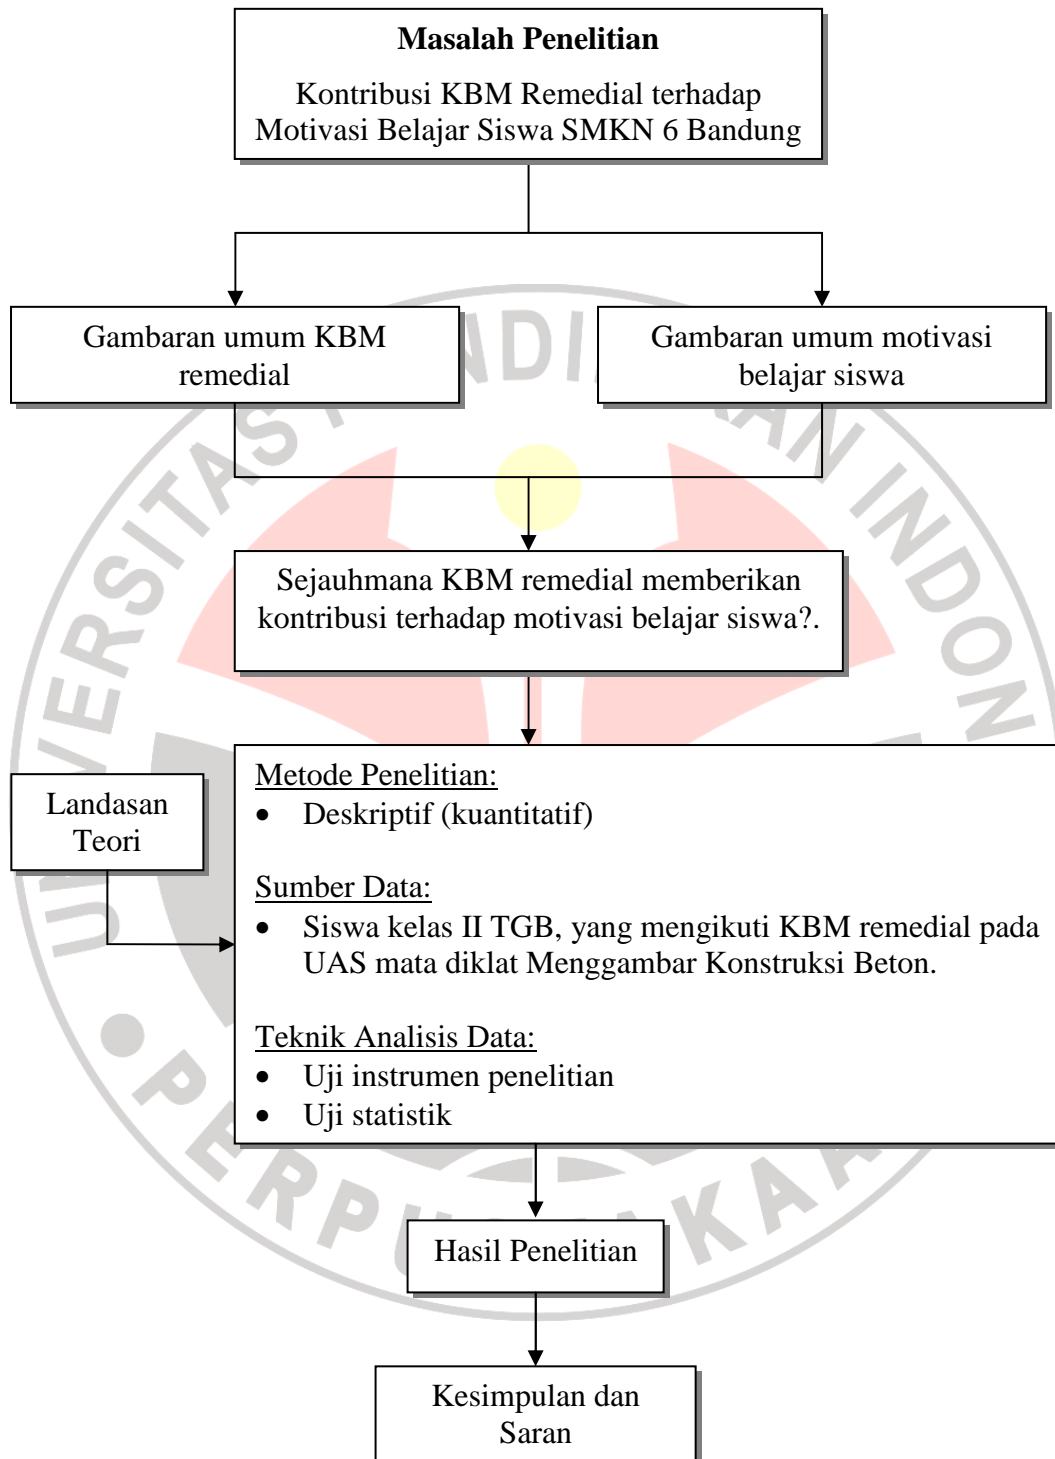 Masalah Penelitian
Kontribusi KBM Remedial terhadap
Motivasi Belajar Siswa SMKN 6 Bandung
Gambaran umum KBM
remedial
Gambaran umum motivasi
belajar siswa
Sejauhmana KBM remedial memberikan
kontribusi terhadap motivasi belajar siswa?.
Landasan
Teori
Metode Penelitian:
• Deskriptif (kuantitatif)
Sumber Data:
• Siswa kelas II TGB, yang mengikuti KBM remedial pada
UAS mata diklat Menggambar Konstruksi Beton.
Teknik Analisis Data:
• Uji instrumen penelitian
• Uji statistik
Hasil Penelitian
Kesimpulan dan
Saran